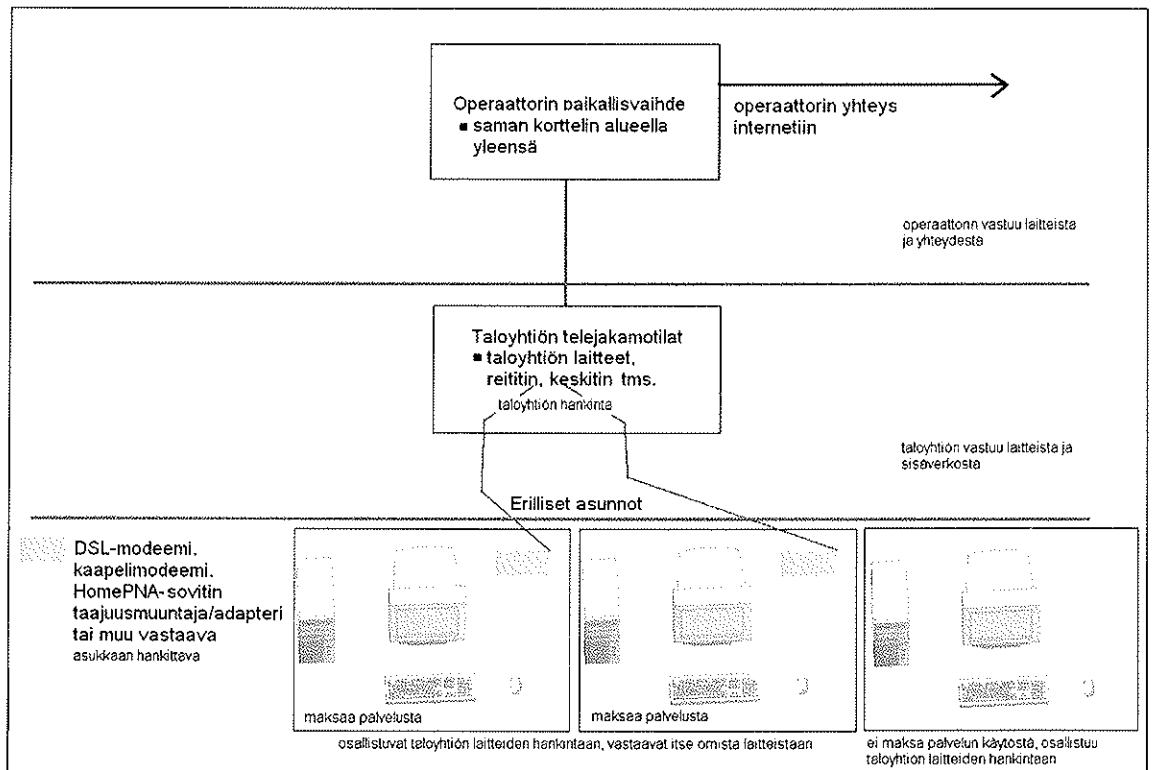 Operaattorin paikallisvaihde
▪ saman korttelin alueella
yleensä
operaattorin yhteys
internetiin
operaattorin vastuu laitteista
ja yhteydestä
Taloyhtiön telejakamotilat
▪ taloyhtiön laitteet,
reititin, keskitin tms.
taloyhtiön hankinta
taloyhtiön vastuu laitteista ja
sisäverkosta
Erilliset asunnot
DSL-modeemi,
kaapelimodeemi,
HomePNA-sovitin
taajuusmuuntaja/adapteri
tai muu vastaava
asukkaan hankittava
maksaa palvelusta
maksaa palvelusta
osallistuvat taloyhtiön laitteiden hankintaan, vastaavat itse omista laitteistaan
ei maksa palvelun käytöstä, osallistuu
taloyhtiön laitteiden hankintaan